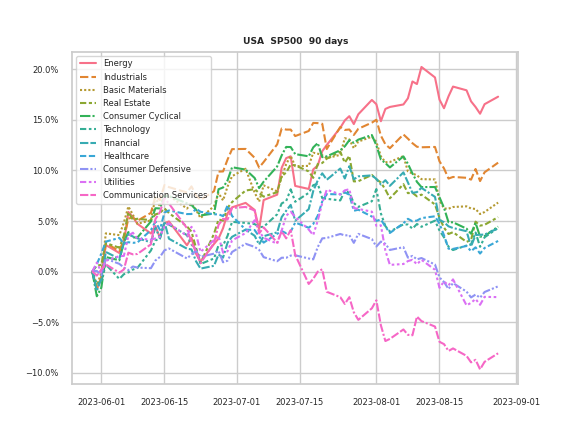 USA SP500 90 days
20.0%
15.0%
10.0%
5.0%
0.0%
−5.0%
−10.0%
Energy
Industrials
Basic Materials
Real Estate
Consumer Cyclical
Technology
Financial
Healthcare
Consumer Defensive
Utilities
Communication Services
2023-06-01 2023-06-15 2023-07-01 2023-07-15 2023-08-01 2023-08-15 2023-09-01